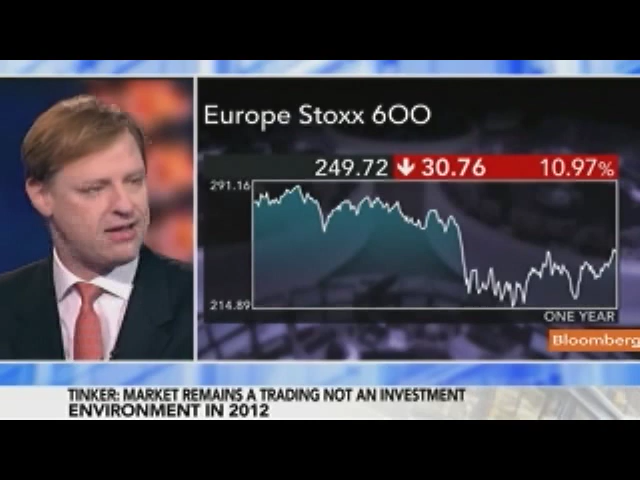 Europe Stoxx 600
249.72 30.76 10.97%
291.16
214.89
ONE YEAR
Bloomberg
TINKER: MARKET REMAINS A TRADING NOT AN INVESTMENT
ENVIRONMENT IN 2012